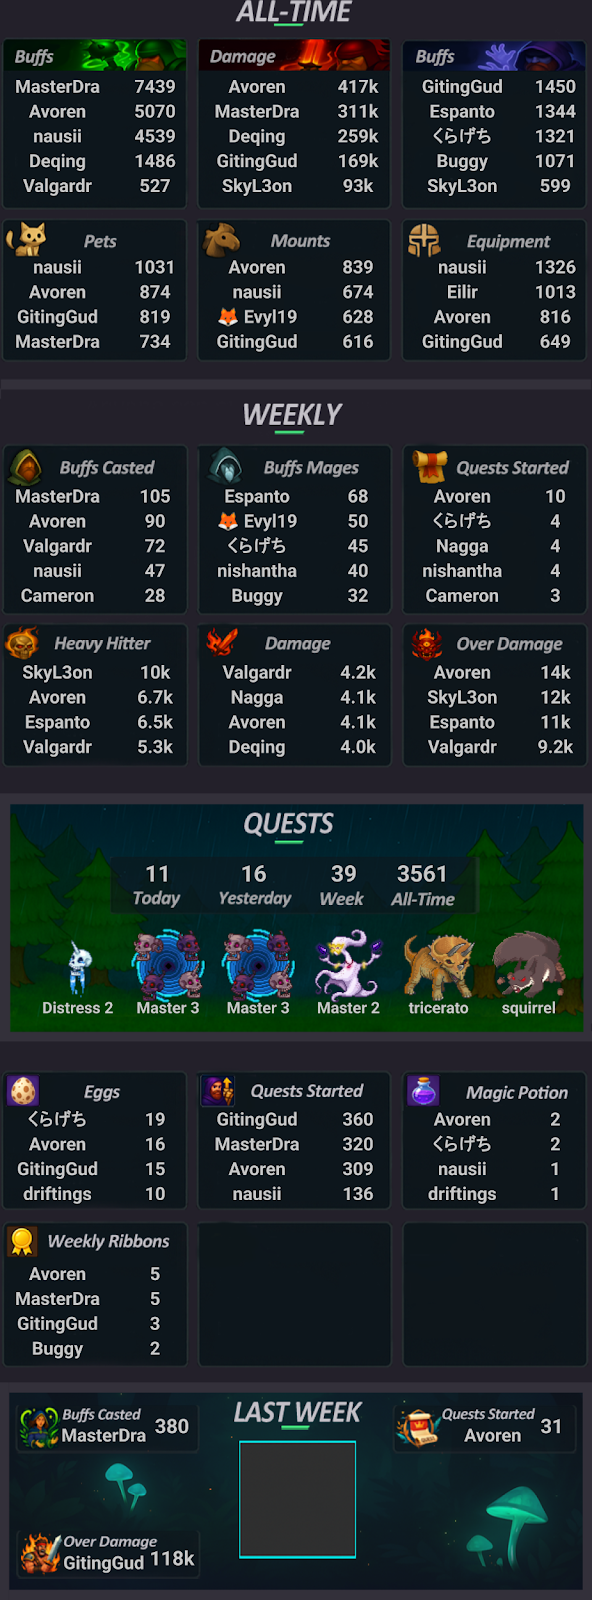 ALL-TIME
Buffs
MasterDra 7439
Avoren 5070
nausii 4539
Deqing 1486
Valgardr 527
Damage
Avoren 417k
MasterDra 311k
Deqing 259k
GitingGud 169k
SkyL3on 93k
Buffs
GitingGud 1450
Espanto 1344
くらげち 1321
Buggy 1071
SkyL3on 599
Pets
nausii 1031
Avoren 874
GitingGud 819
MasterDra 734
Mounts
Avoren 839
nausii 674
🦊 Evyl19 628
GitingGud 616
Equipment
nausii 1326
Eilir 1013
Avoren 816
GitingGud 649
WEEKLY
Buffs Casted
MasterDra 105
Avoren 90
Valgardr 72
nausii 47
Cameron 28
Buffs Mages
Espanto 68
🦊 Evyl19 50
くらげち 45
nishantha 40
Buggy 32
Quests Started
Avoren 10
くらげち 4
Nagga 4
nishantha 4
Cameron 3
Heavy Hitter
SkyL3on 10k
Avoren 6.7k
Espanto 6.5k
Valgardr 5.3k
Damage
Valgardr 4.2k
Nagga 4.1k
Avoren 4.1k
Deqing 4.0k
Over Damage
Avoren 14k
SkyL3on 12k
Espanto 11k
Valgardr 9.2k
QUESTS
11 16 39 3561
Today Yesterday Week All-Time
Distress 2 Master 3 Master 3 Master 2 tricerato squirrel
Eggs
くらげち 19
Avoren 16
GitingGud 15
driftings 10
Quests Started
GitingGud 360
MasterDra 320
Avoren 309
nausii 136
Magic Potion
Avoren 2
くらげち 2
nausii 1
driftings 1
Weekly Ribbons
Avoren 5
MasterDra 5
GitingGud 3
Buggy 2
LAST WEEK
Buffs Casted
MasterDra 380
Quests Started
Avoren 31
Over Damage
GitingGud 118k